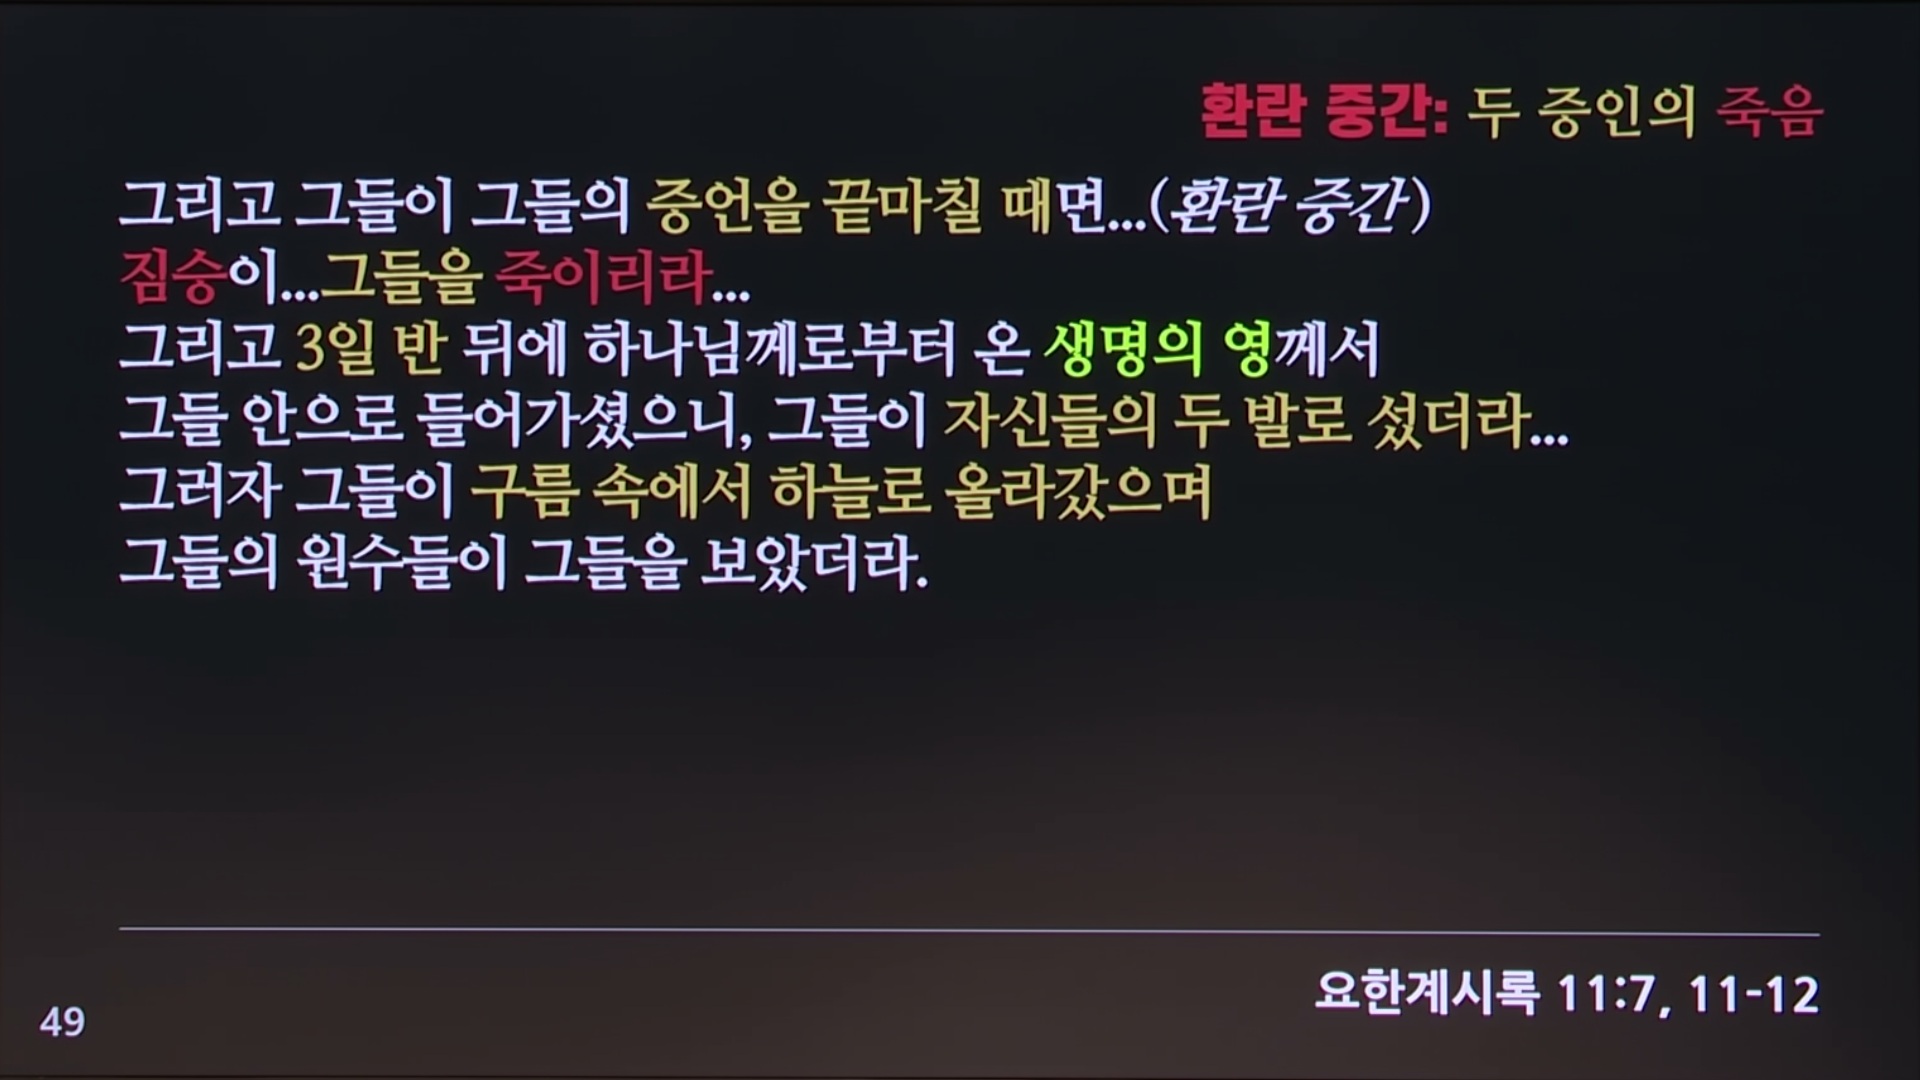 환란 중간: 두 증인의 죽음
그리고 그들이 그들의 증언을 끝마칠 때면...(환란 중간)
짐승이...그들을 죽이리라...
그리고 3일 반 뒤에 하나님께로부터 온 생명의 영께서
그들 안으로 들어가셨으니, 그들이 자신들의 두 발로 섰더라...
그러자 그들이 구름 속에서 하늘로 올라갔으며
그들의 원수들이 그들을 보았더라.
요한계시록 11:7, 11-12
49